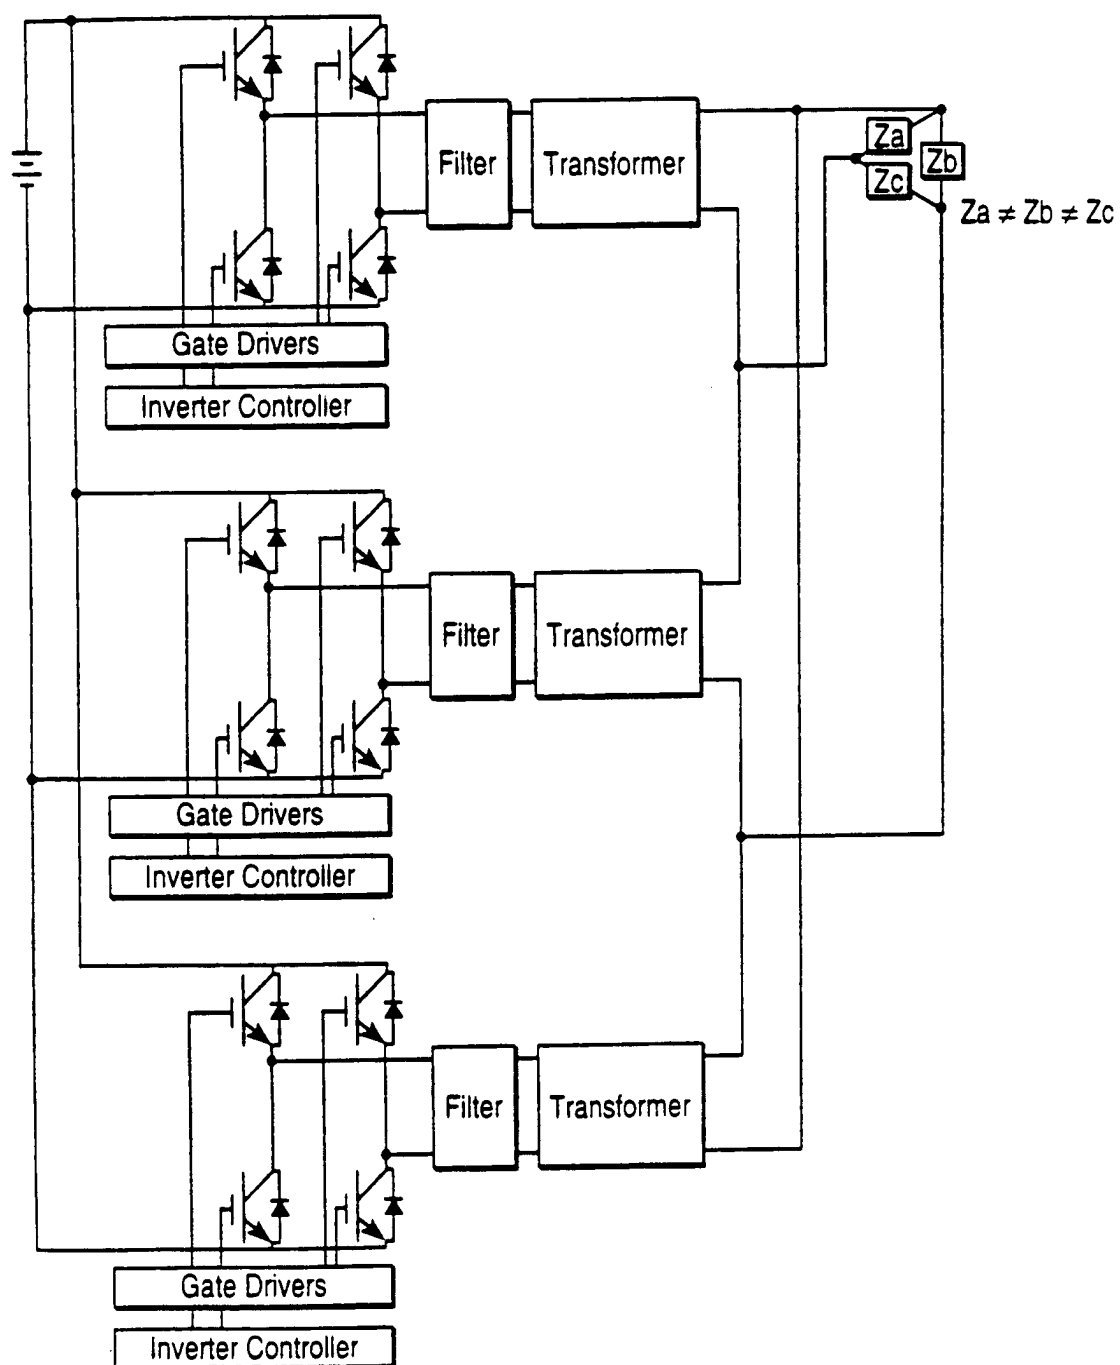 Filter
Transformer
Za
Zb
Zc
Za ≠ Zb ≠ Zc
Gate Drivers
Inverter Controller
Filter
Transformer
Gate Drivers
Inverter Controller
Filter
Transformer
Gate Drivers
Inverter Controller